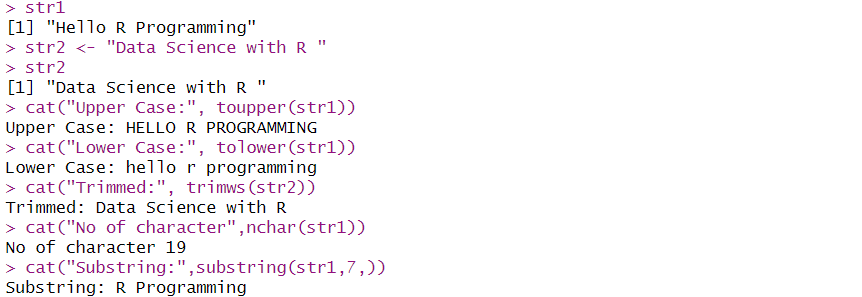 > str1
[1] "Hello R Programming"
> str2 <- "Data Science with R "
> str2
[1] "Data Science with R "
> cat("Upper Case:", toupper(str1))
Upper Case: HELLO R PROGRAMMING
> cat("Lower Case:", tolower(str1))
Lower Case: hello r programming
> cat("Trimmed:", trimws(str2))
Trimmed: Data Science with R
> cat("No of character",nchar(str1))
No of character 19
> cat("Substring:",substring(str1,7,))
Substring: R Programming